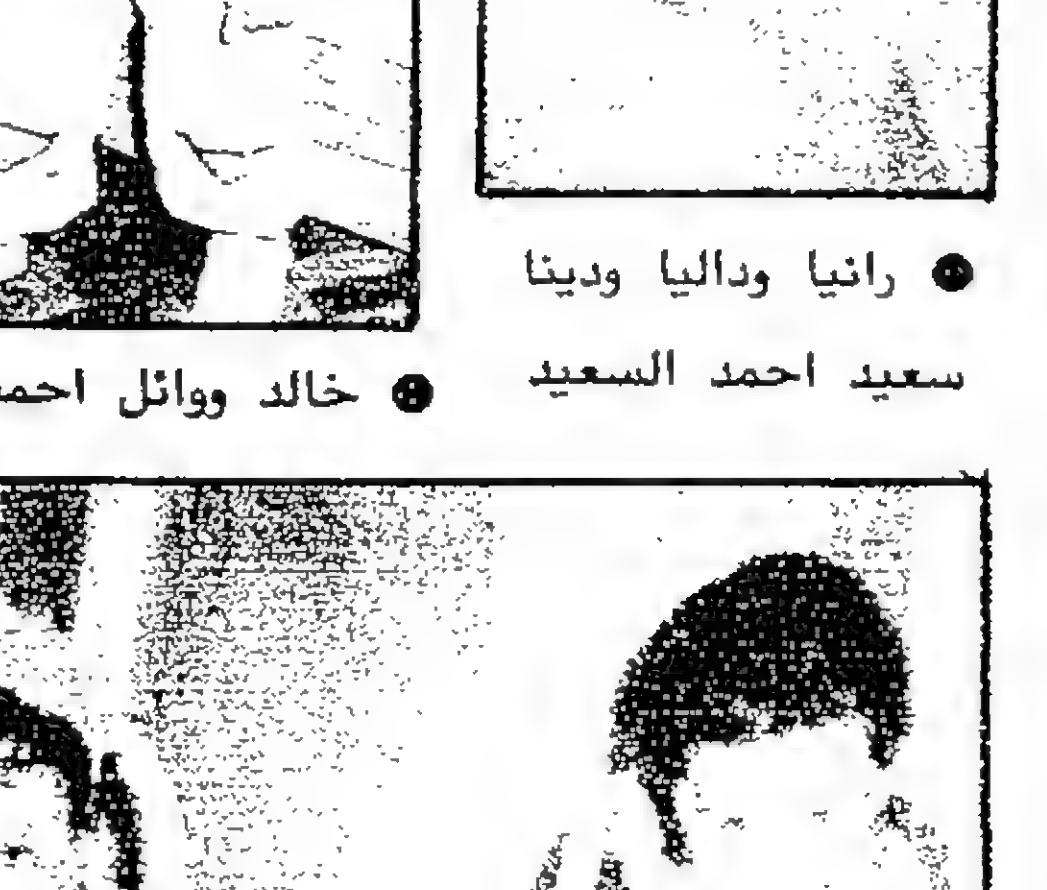 ● رانيا وداليا ودينا
سعيد احمد السعيد
● خالد ووائل